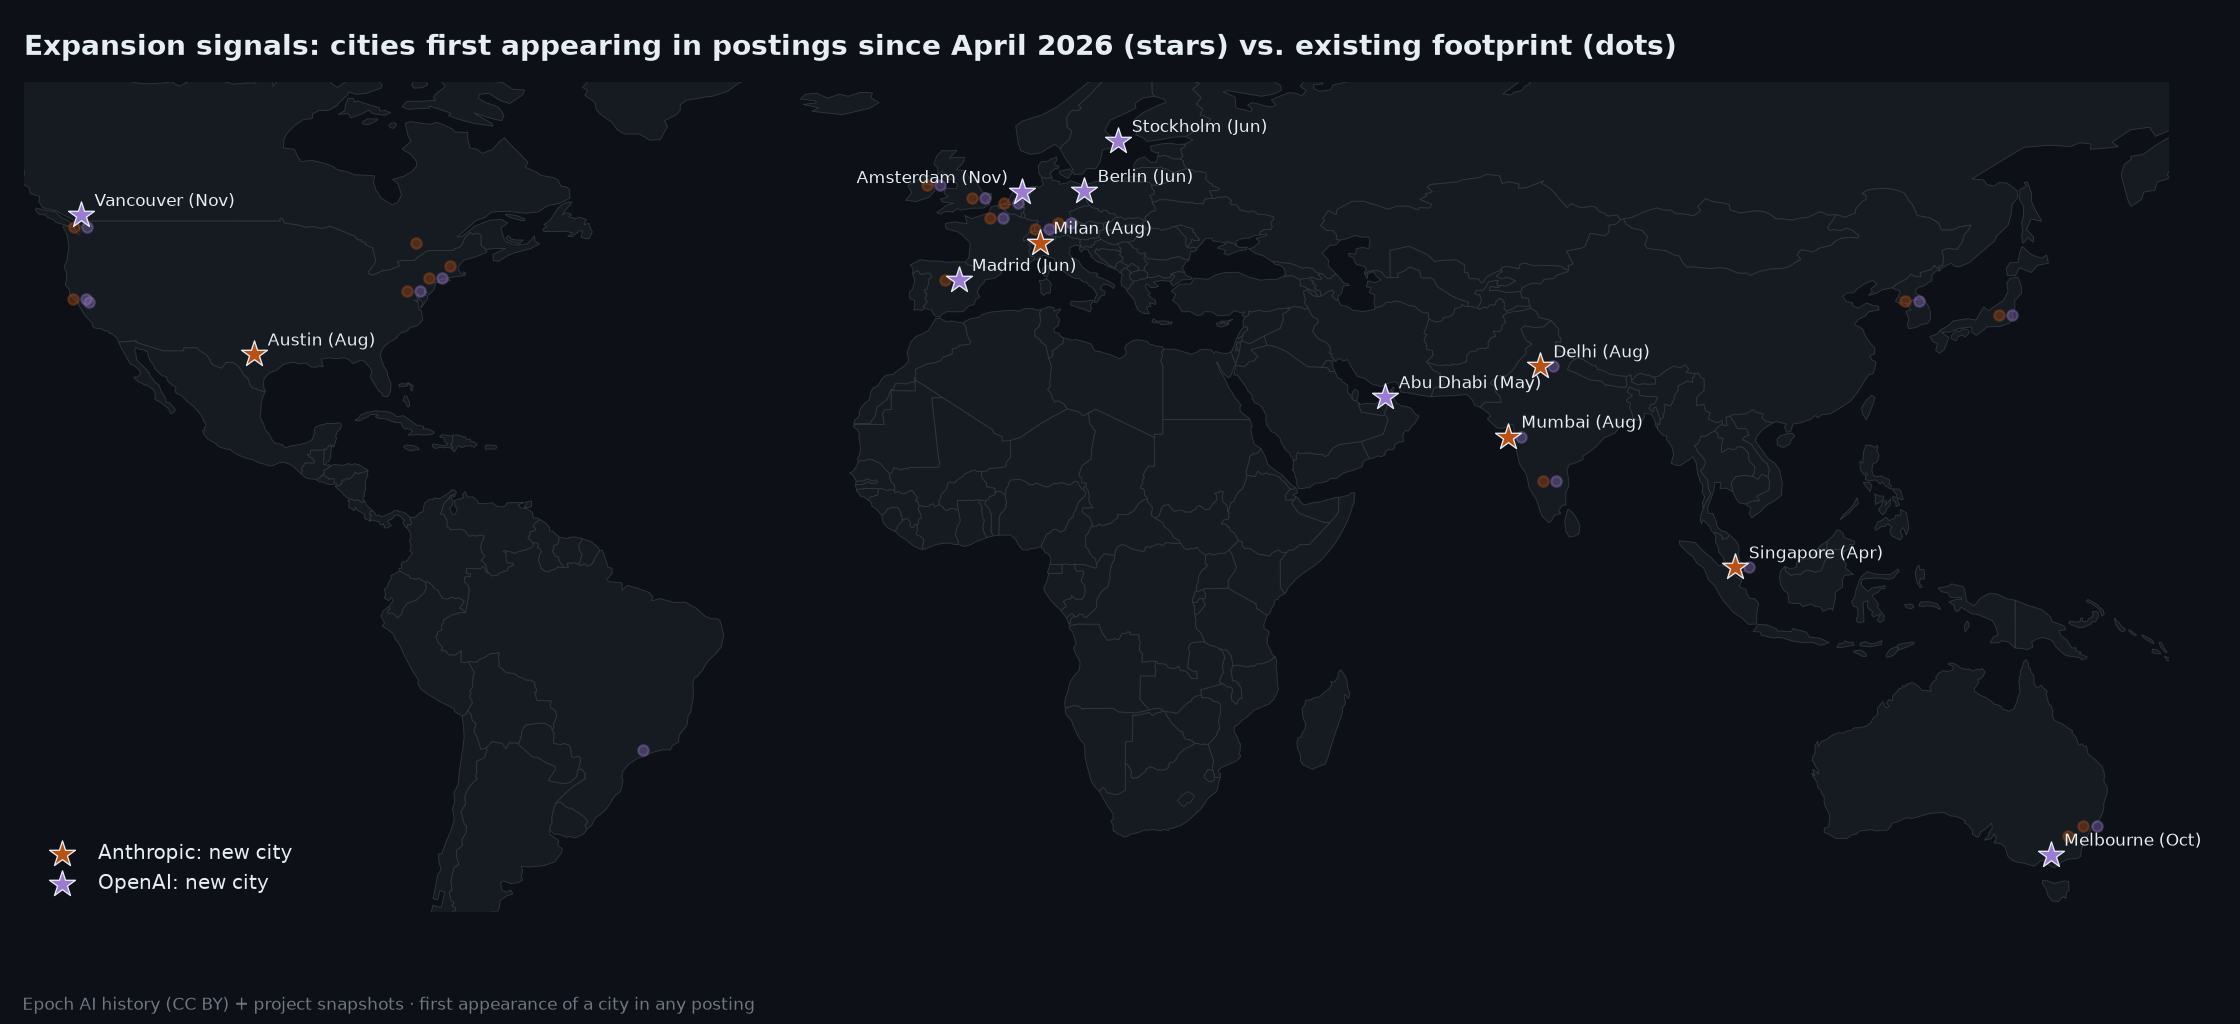 Expansion signals: cities first appearing in postings since April 2026 (stars) vs. existing footprint (dots)
Stockholm (Jun)
Amsterdam (Nov)
Berlin (Jun)
Vancouver (Nov)
Milan (Aug)
Madrid (Jun)
Austin (Aug)
Delhi (Aug)
Abu Dhabi (May)
Mumbai (Aug)
Singapore (Apr)
Melbourne (Oct)
Anthropic: new city
OpenAI: new city
Epoch AI history (CC BY) + project snapshots · first appearance of a city in any posting